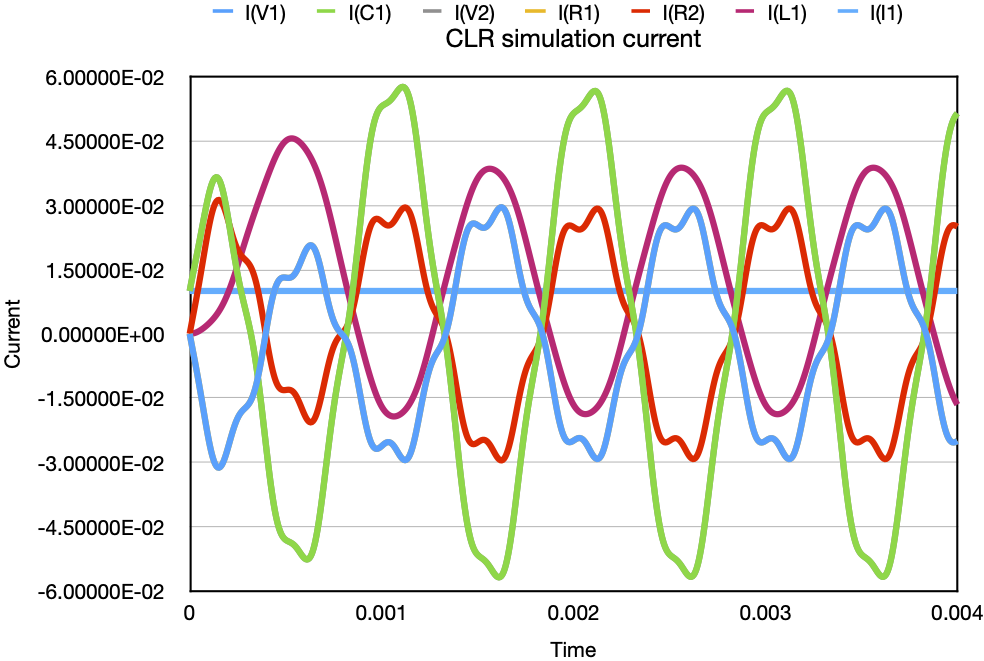 I(V1) I(C1) I(V2) I(R1) I(R2) I(L1) I(I1)
CLR simulation current
6.00000E-02
4.50000E-02
3.00000E-02
1.50000E-02
0.00000E+00
-1.50000E-02
-3.00000E-02
-4.50000E-02
-6.00000E-02
Current
0 0.001 0.002 0.003 0.004
Time